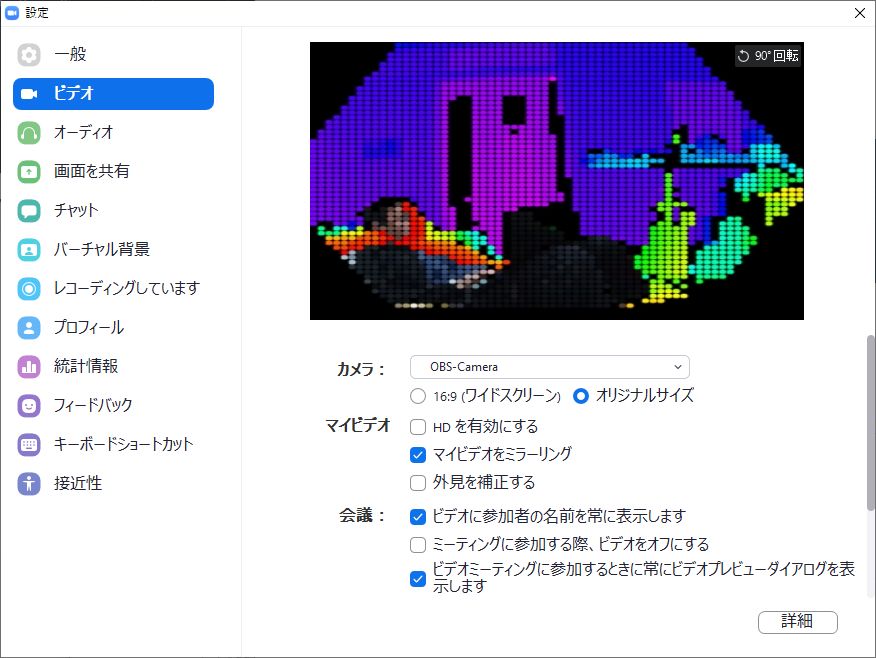 設定
一般
ビデオ
オーディオ
画面を共有
チャット
バーチャル背景
レコーディングしています
プロフィール
統計情報
フィードバック
キーボードショートカット
接近性
90°回転
カメラ：
OBS-Camera
16:9 (ワイドスクリーン)
オリジナルサイズ
マイビデオ
HD を有効にする
マイビデオをミラーリング
外見を補正する
会議：
ビデオに参加者の名前を常に表示します
ミーティングに参加する際、ビデオをオフにする
ビデオミーティングに参加するときに常にビデオプレビューダイアログを表
示します
詳細